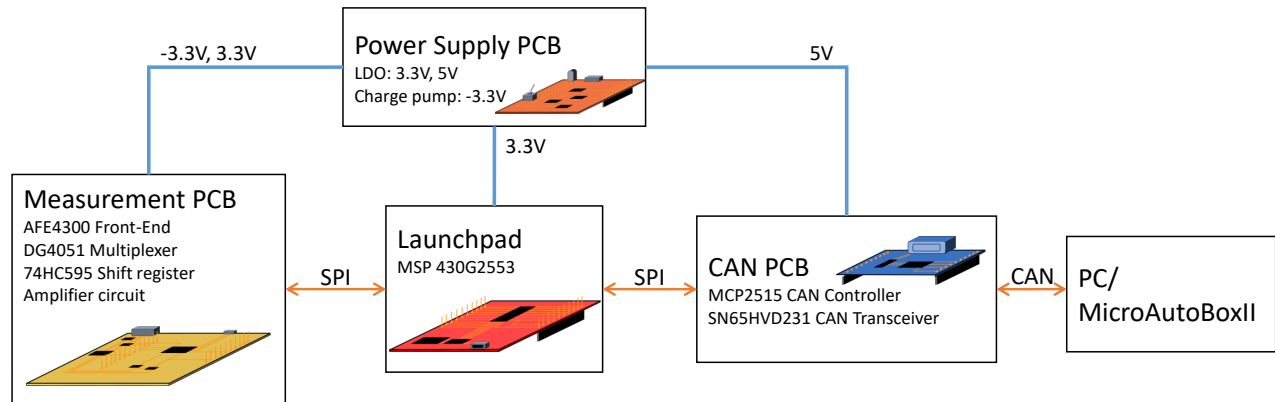 Power Supply PCB
LDO: 3.3V, 5V
Charge pump: -3.3V
-3.3V, 3.3V
5V
3.3V
Measurement PCB
AFE4300 Front-End
DG4051 Multiplexer
74HC595 Shift register
Amplifier circuit
SPI
Launchpad
MSP 430G2553
SPI
CAN PCB
MCP2515 CAN Controller
SN65HVD231 CAN Transceiver
CAN
PC/
MicroAutoBoxII